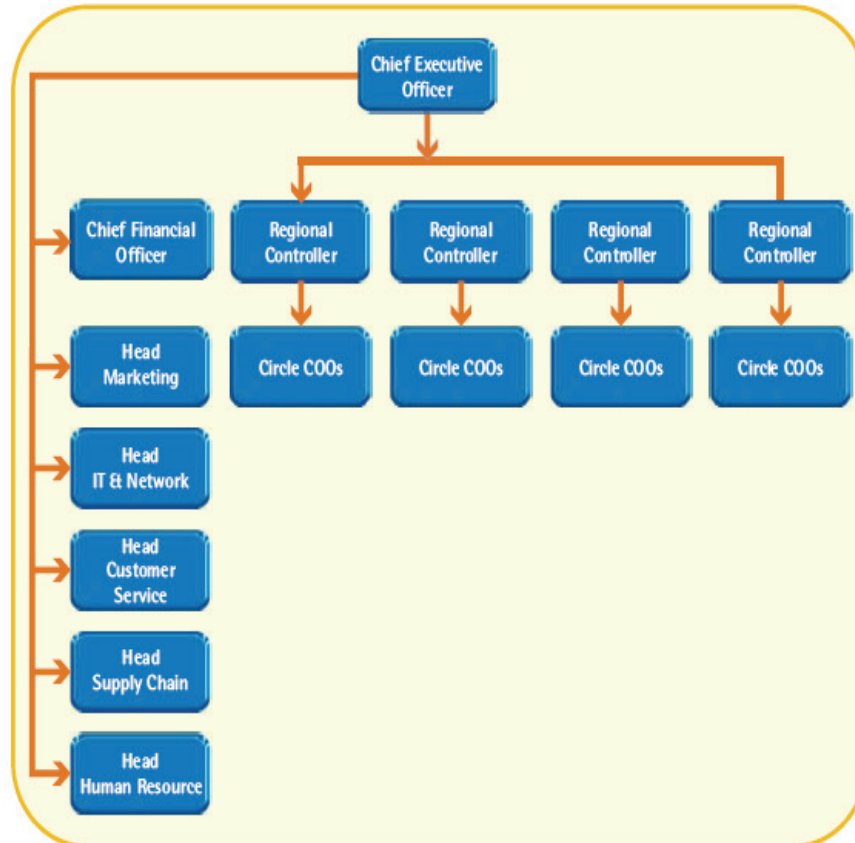 Chief Executive
Officer
Chief Financial
Officer
Regional
Controller
Regional
Controller
Regional
Controller
Regional
Controller
Head
Marketing
Circle COOs
Circle COOs
Circle COOs
Circle COOs
Head
IT & Network
Head
Customer
Service
Head
Supply Chain
Head
Human Resource